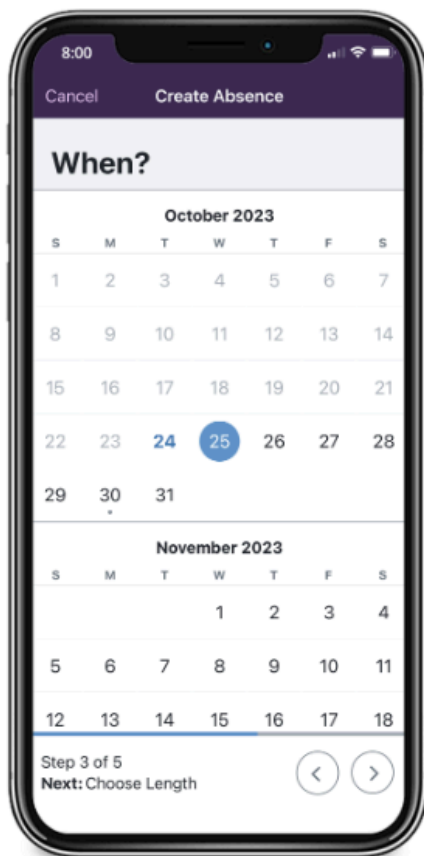 8:00
Cancel Create Absence
When?
October 2023
S M T W T F S
1 2 3 4 5 6 7
8 9 10 11 12 13 14
15 16 17 18 19 20 21
22 23 24 25 26 27 28
29 30 31
November 2023
S M T W T F S
1 2 3 4
5 6 7 8 9 10 11
12 13 14 15 16 17 18
Step 3 of 5
Next: Choose Length